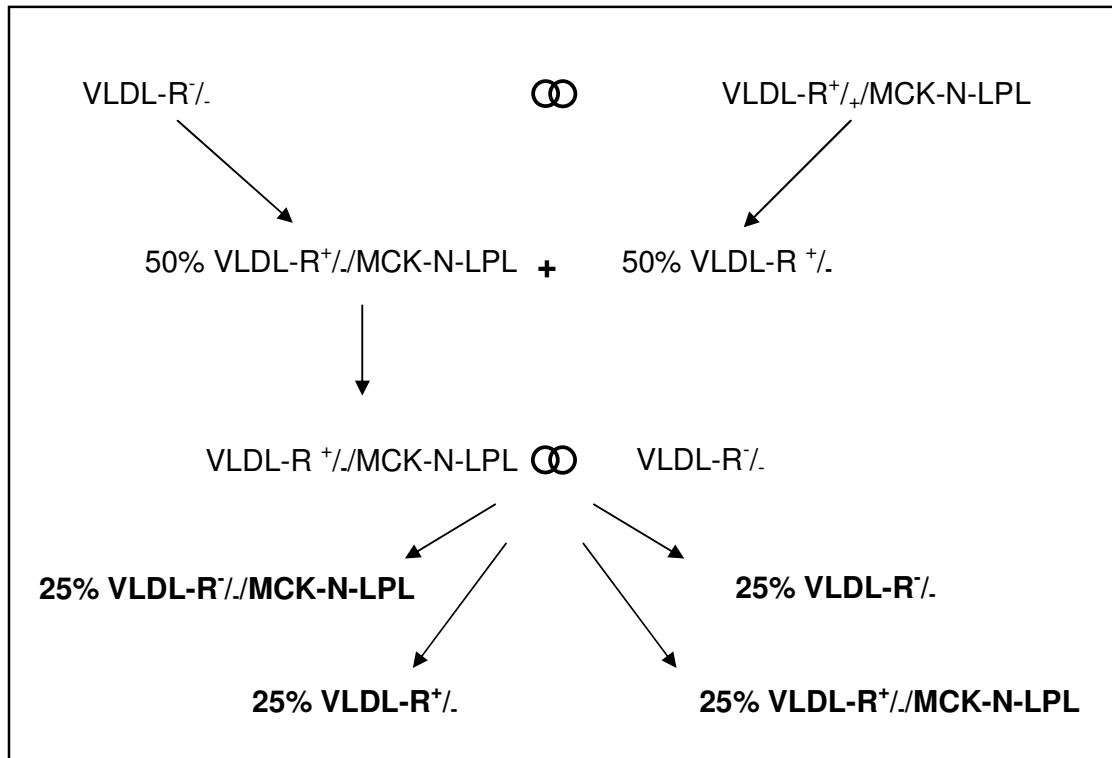 VLDL-R⁻/₋ VLDL-R⁺/₊/MCK-N-LPL
50% VLDL-R⁺/₋/MCK-N-LPL + 50% VLDL-R ⁺/₋
VLDL-R ⁺/₋/MCK-N-LPL VLDL-R⁻/₋
25% VLDL-R⁻/₋/MCK-N-LPL 25% VLDL-R⁻/₋
25% VLDL-R⁺/₋ 25% VLDL-R⁺/₋/MCK-N-LPL